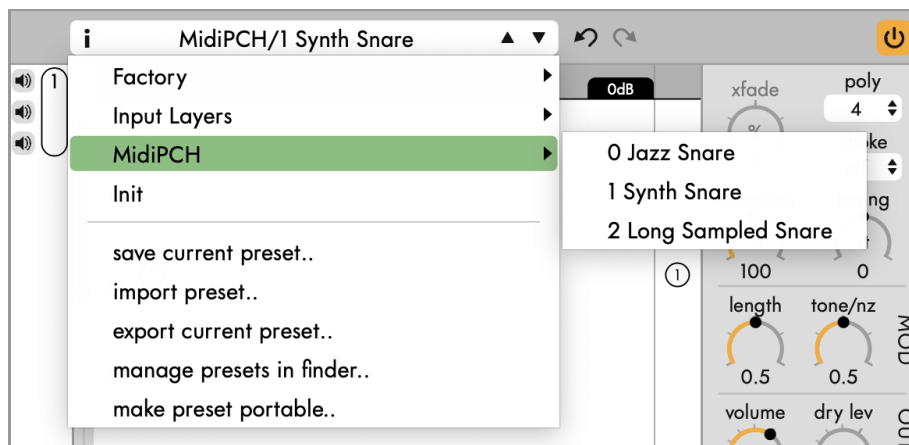 i MidiPCH/1 Synth Snare ▲ ▼
Factory
Input Layers
MidiPCH
Init
save current preset..
import preset..
export current preset..
manage presets in finder..
make preset portable..
0 Jazz Snare
1 Synth Snare
2 Long Sampled Snare
1
0dB
1
xfade poly
% 4
ke
ng
100 0
length tone/nz
0.5 0.5
MOD
volume dry lev